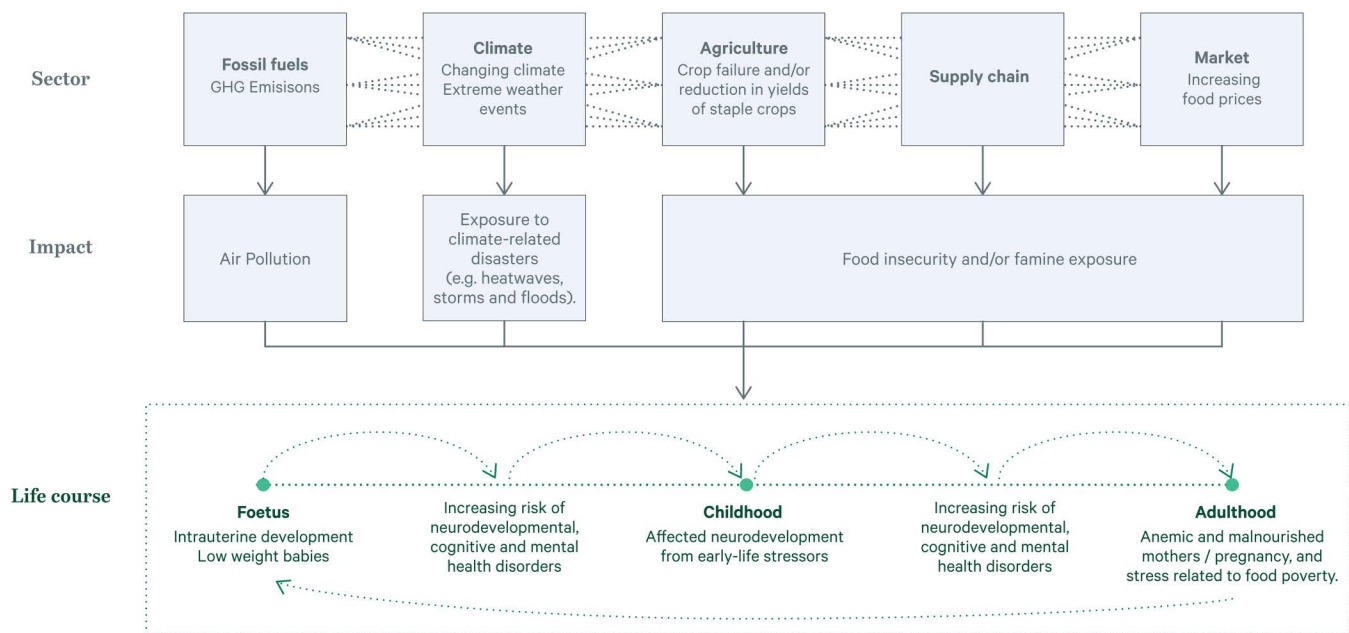 Sector
Fossil fuels
GHG Emisisons
Climate
Changing climate
Extreme weather
events
Agriculture
Crop failure and/or
reduction in yields
of staple crops
Supply chain
Market
Increasing
food prices
Impact
Air Pollution
Exposure to
climate-related
disasters
(e.g. heatwaves,
storms and floods).
Food insecurity and/or famine exposure
Life course
Foetus
Intrauterine development
Low weight babies
Increasing risk of
neurodevelopmental,
cognitive and mental
health disorders
Childhood
Affected neurodevelopment
from early-life stressors
Increasing risk of
neurodevelopmental,
cognitive and mental
health disorders
Adulthood
Anemic and malnourished
mothers / pregnancy, and
stress related to food poverty.